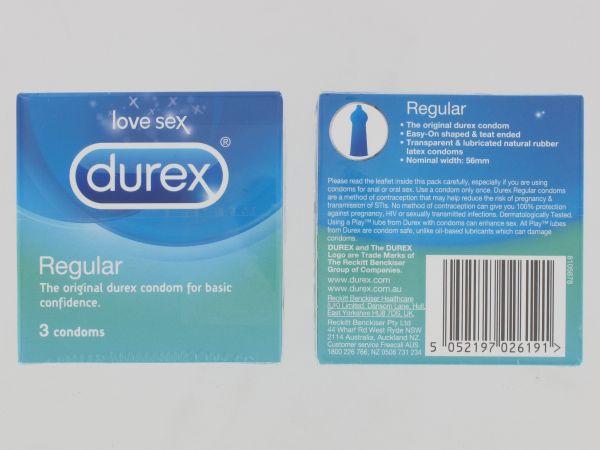 love sex
durex®
Regular
The original durex condom for basic
confidence.
3 condoms
Regular
• The original durex condom
• Easy-On shaped & teat ended
• Transparent & lubricated natural rubber
latex condoms
• Nominal width: 56mm
Please read the leaflet inside this pack carefully, especially if you are using
condoms for anal or oral sex. Use a condom only once. Durex Regular condoms
are a method of contraception that may help reduce the risk of pregnancy &
transmission of STIs. No method of contraception can give you 100% protection
against pregnancy, HIV or sexually transmitted infections. Dermatologically Tested.
Using a Play™ lube from Durex with condoms can enhance sex. All Play™ lubes
from Durex are condom safe, unlike oil-based lubricants which can damage
condoms.
DUREX and The DUREX
Logo are Trade Marks of
The Reckitt Benckiser
Group of Companies.
www.durex.com
www.durex.com.au
Reckitt Benckiser Healthcare
(UK) Limited, Dansom Lane, Hull,
East Yorkshire HU8 7DS, UK.
Reckitt Benckiser Pty Ltd
44 Wharf Rd West Ryde NSW
2114 Australia, Auckland NZ.
Customer service Freecall AUS
1800 226 766, NZ 0508 731 234
8105678
5 052197 026191 >